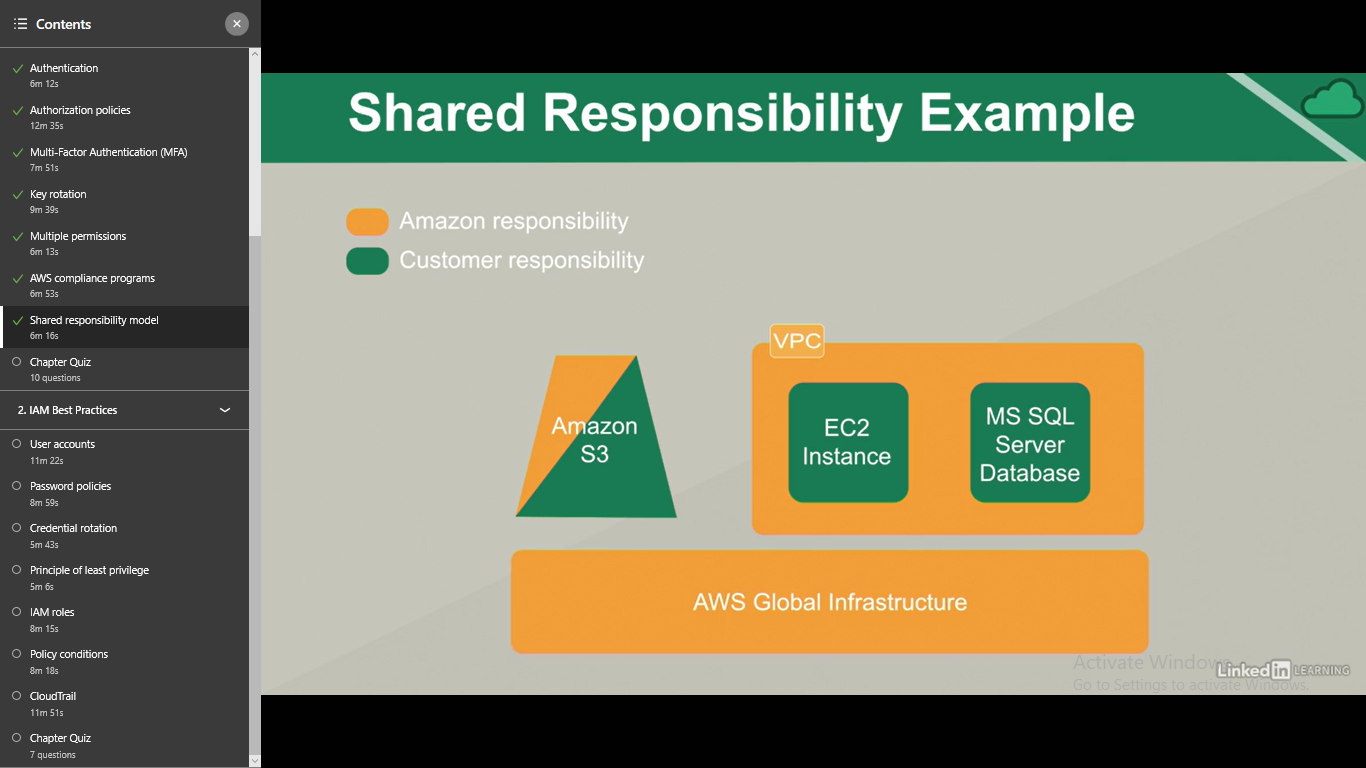 Contents
Authentication
6m 12s
Authorization policies
12m 35s
Multi-Factor Authentication (MFA)
7m 51s
Key rotation
9m 39s
Multiple permissions
6m 13s
AWS compliance programs
6m 53s
Shared responsibility model
6m 16s
Chapter Quiz
10 questions
2. IAM Best Practices
User accounts
11m 22s
Password policies
8m 59s
Credential rotation
5m 43s
Principle of least privilege
5m 6s
IAM roles
8m 15s
Policy conditions
8m 18s
CloudTrail
11m 51s
Chapter Quiz
7 questions
Shared Responsibility Example
Amazon responsibility
Customer responsibility
Amazon
S3
VPC
EC2
Instance
MS SQL
Server
Database
AWS Global Infrastructure
Activate Windows
Go to Settings to activate Windows.
LinkedIn LEARNING